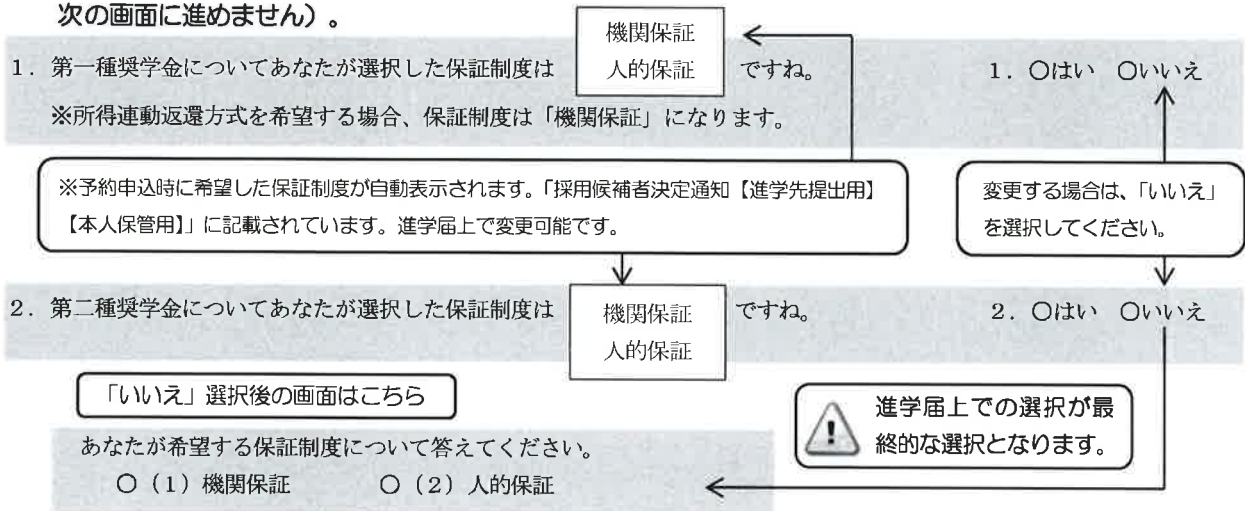 次の画面に進めません）。
機関保証
人的保証
1．第一種奨学金についてあなたが選択した保証制度は
ですね。
1．○はい ○いいえ
※所得連動返還方式を希望する場合、保証制度は「機関保証」になります。
※予約申込時に希望した保証制度が自動表示されます。「採用候補者決定通知【進学先提出用】
【本人保管用】」に記載されています。進学届上で変更可能です。
変更する場合は、「いいえ」
を選択してください。
2．第二種奨学金についてあなたが選択した保証制度は
機関保証
人的保証
ですね。
2．○はい ○いいえ
「いいえ」選択後の画面はこちら
進学届上での選択が最
終的な選択となります。
あなたが希望する保証制度について答えてください。
○（1）機関保証 ○（2）人的保証